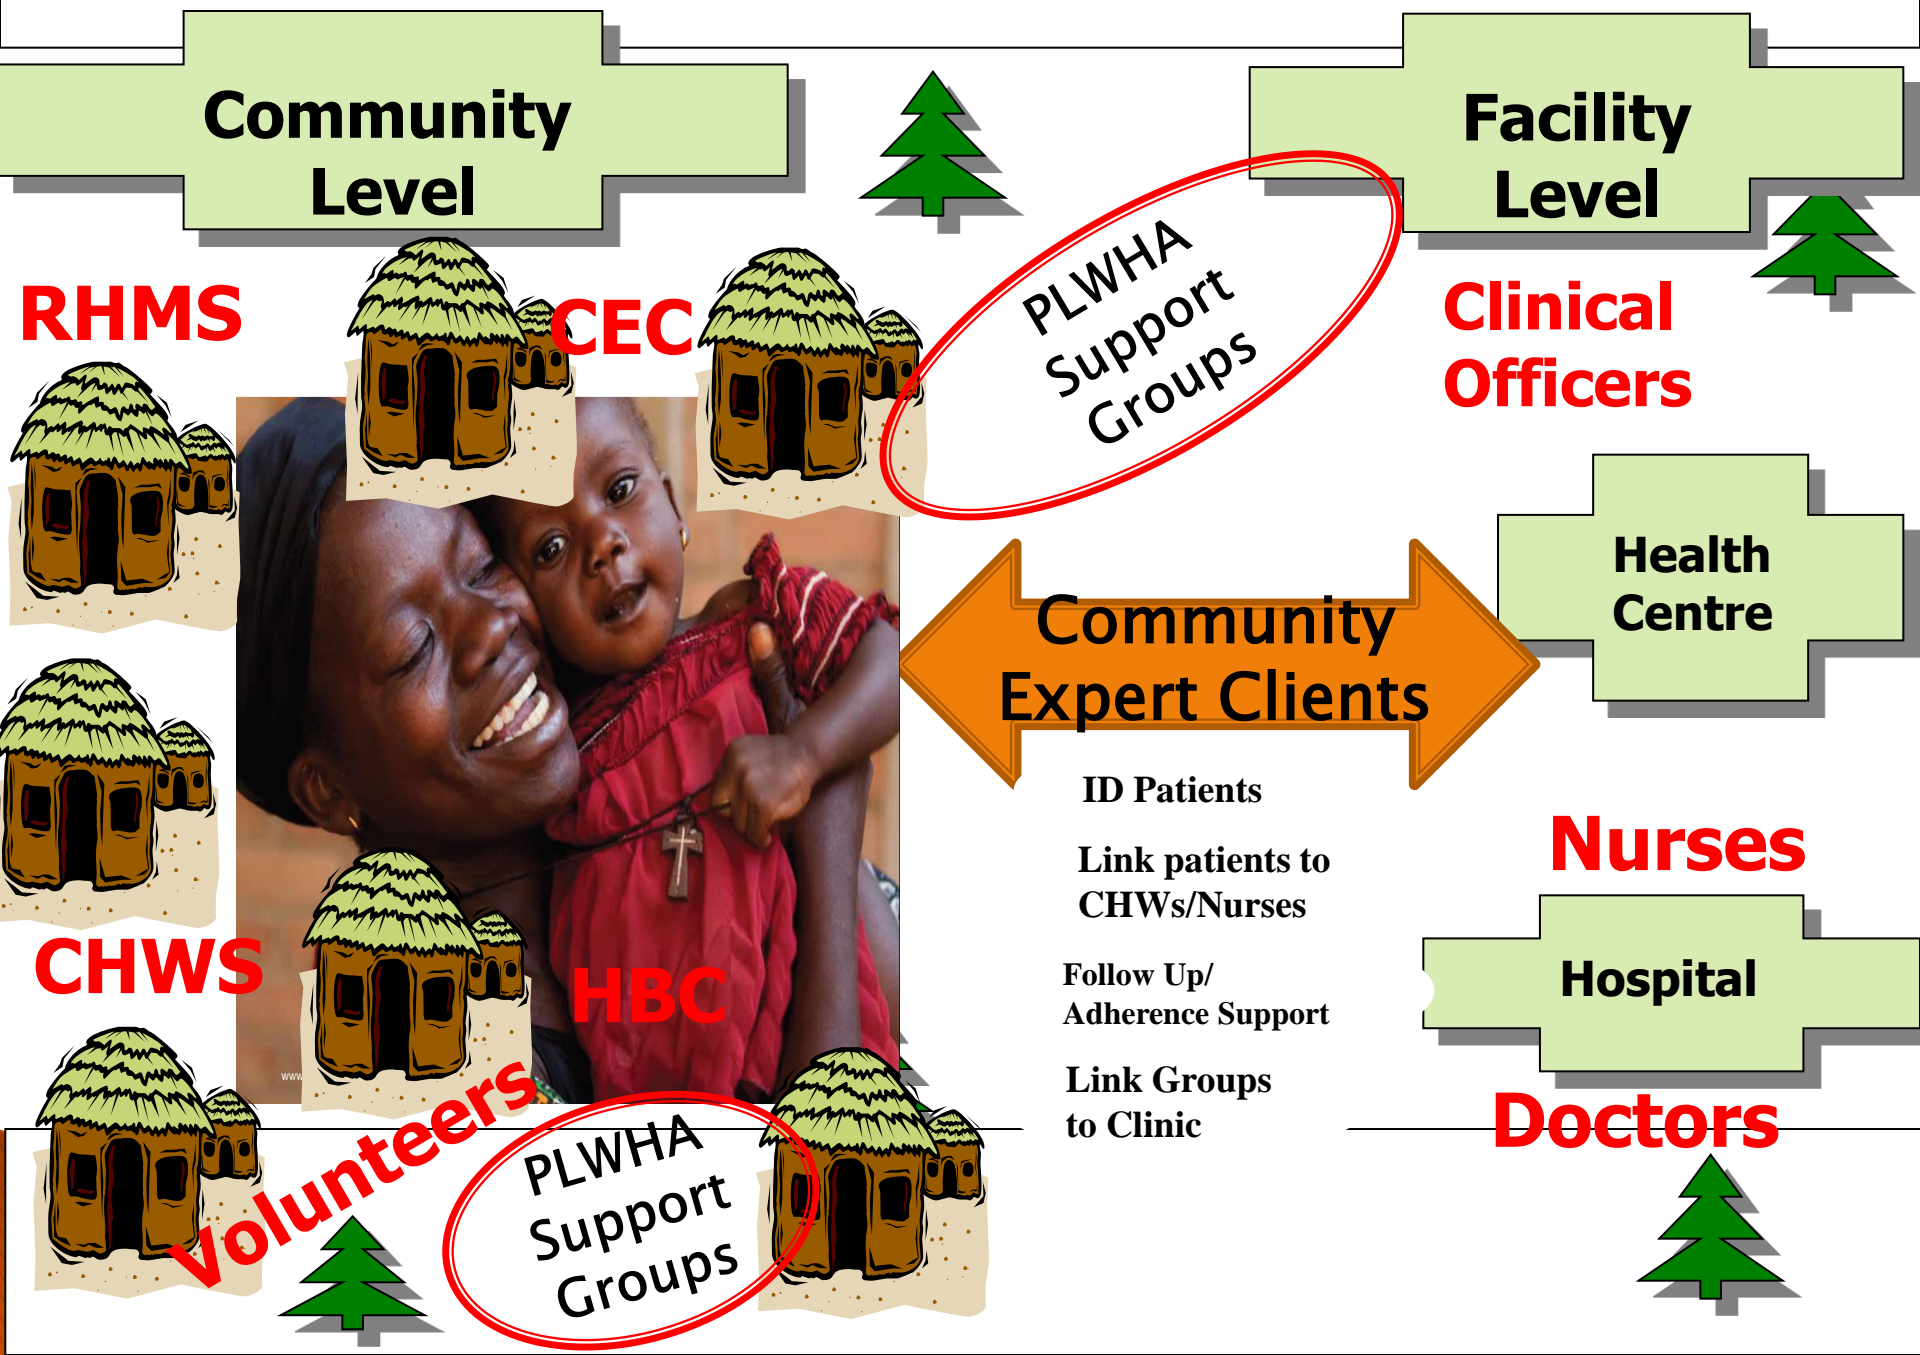 Community
Level
Facility
Level
RHMS
CEC
PLWHA
Support
Groups
Clinical
Officers
Health
Centre
Community
Expert Clients
ID Patients
Link patients to
CHWs/Nurses
Follow Up/
Adherence Support
Link Groups
to Clinic
Nurses
Hospital
Doctors
CHWS
HBC
www
Volunteers
PLWHA
Support
Groups